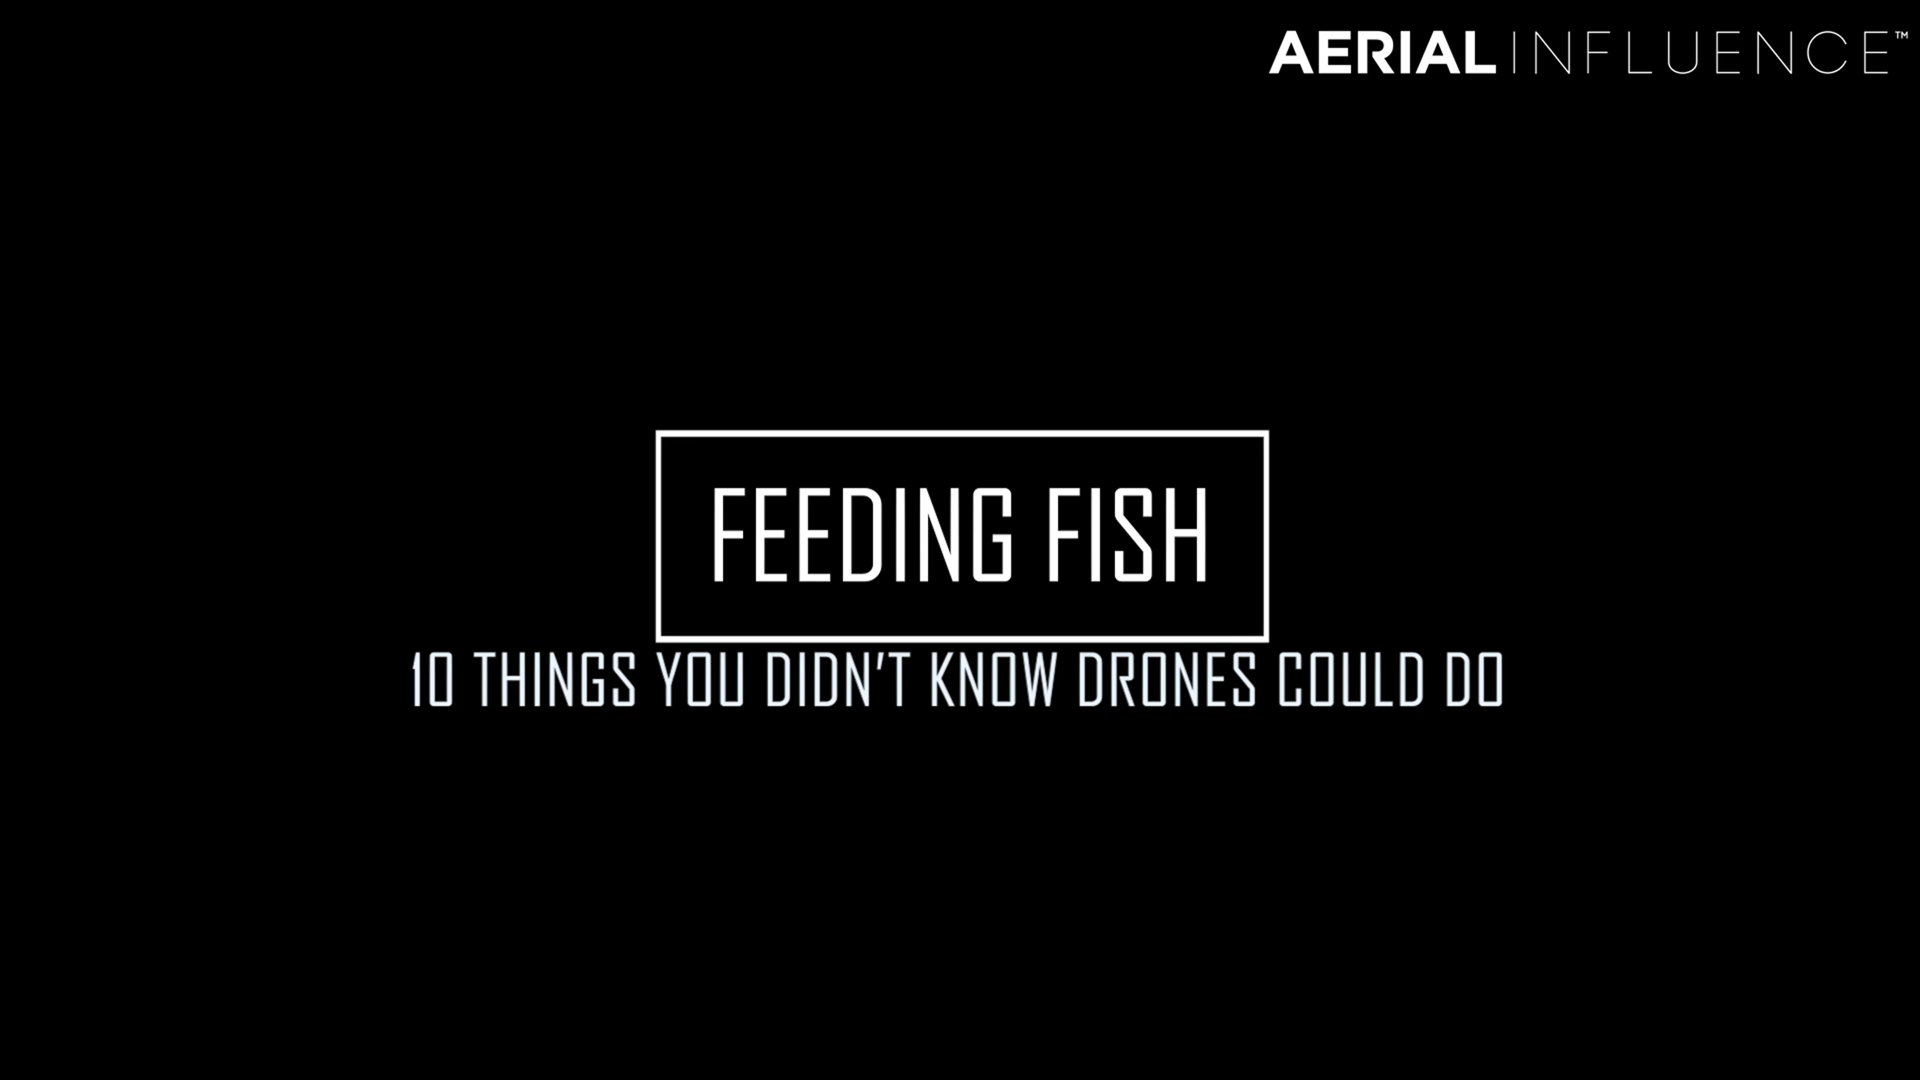 AERIAL INFLUENCE™
FEEDING FISH
10 THINGS YOU DIDN'T KNOW DRONES COULD DO